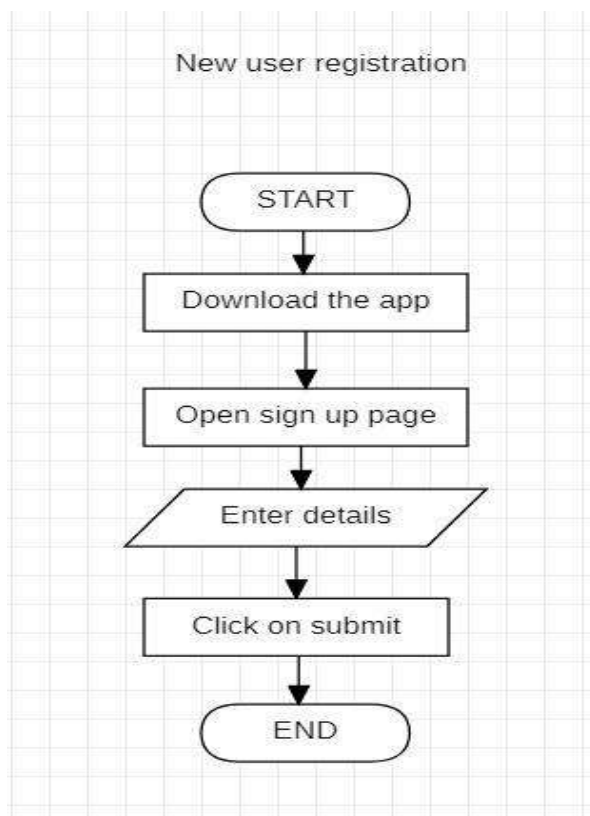 New user registration
START
Download the app
Open sign up page
Enter details
Click on submit
END